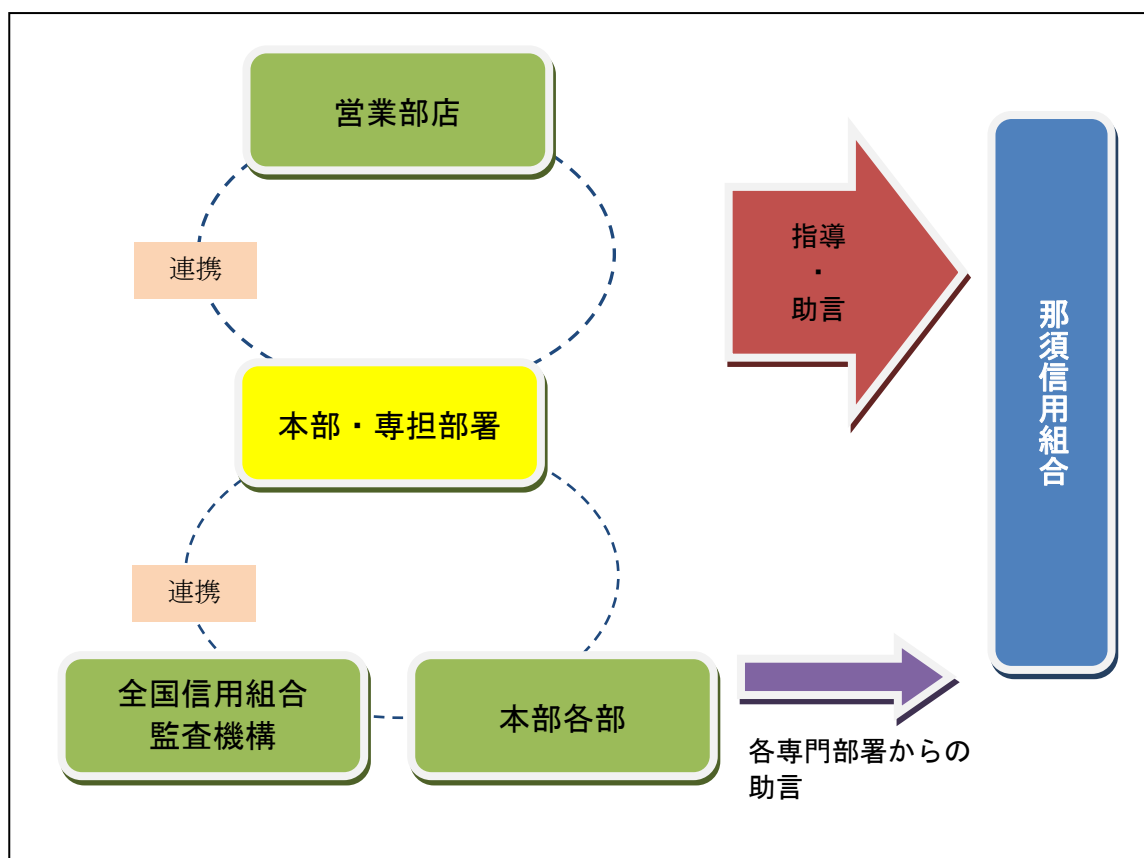 営業部店
連携
指導
・
助言
本部・専担部署
連携
全国信用組合
監査機構
本部各部
各専門部署からの
助言
那須信用組合